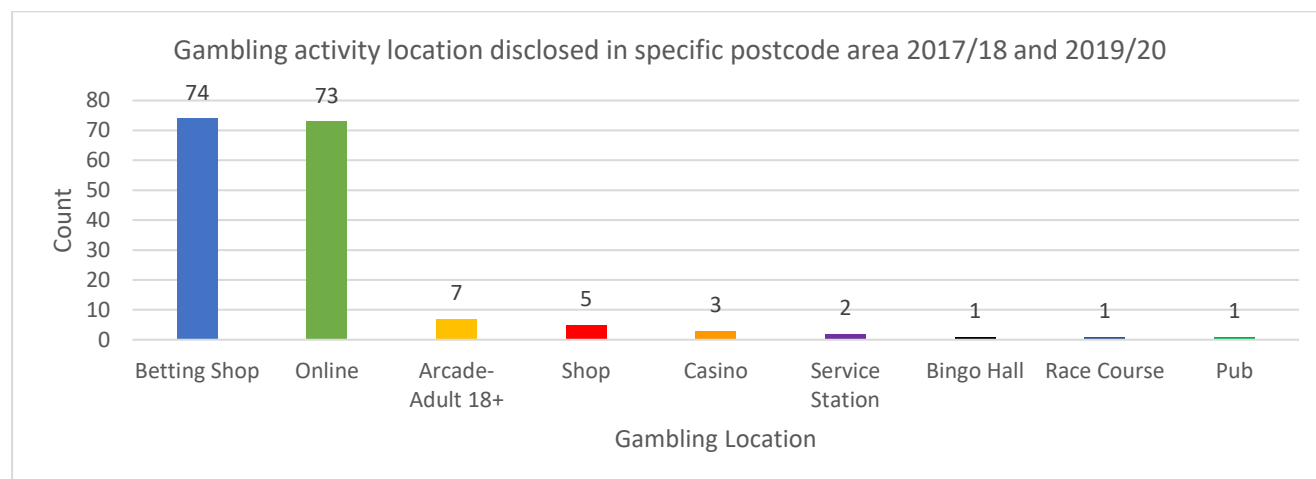 Gambling activity location disclosed in specific postcode area 2017/18 and 2019/20
74
73
7
5
3
2
1
1
1
80
70
60
50
40
30
20
10
0
Count
Betting Shop
Online
Arcade-
Adult 18+
Shop
Casino
Service
Station
Bingo Hall
Race Course
Pub
Gambling Location